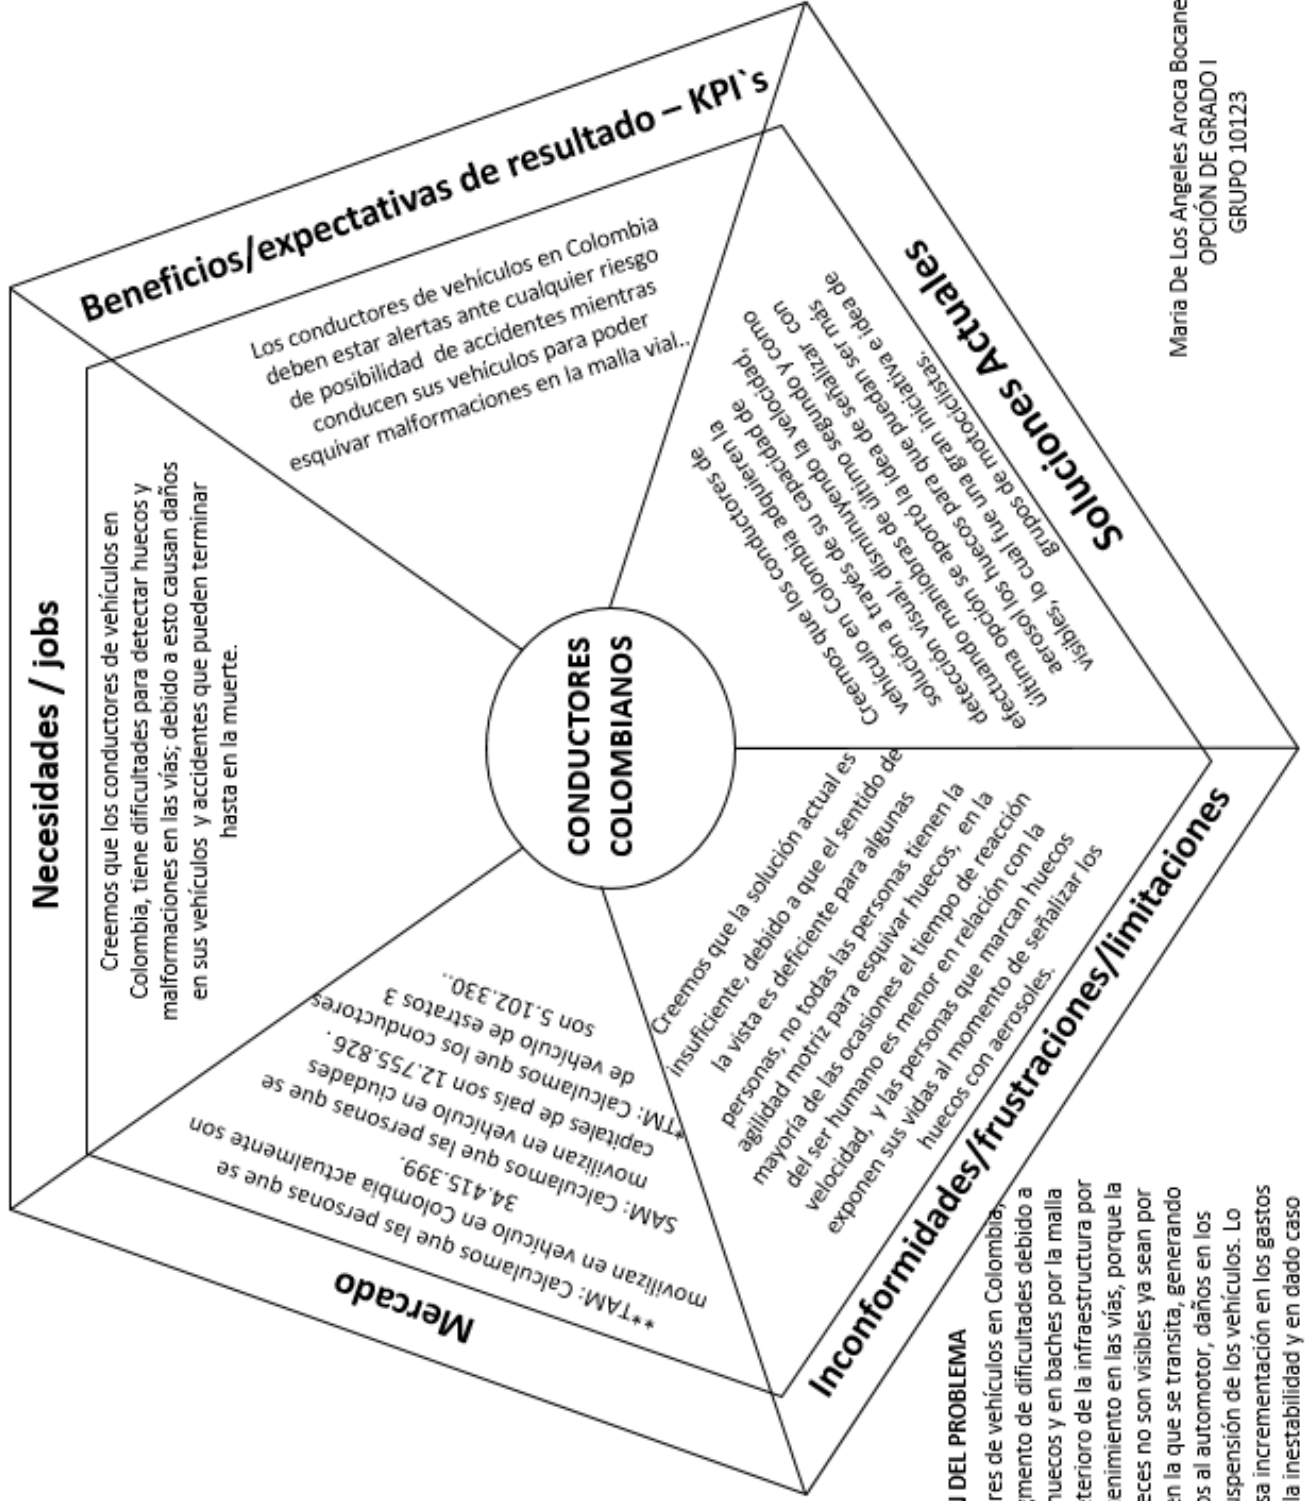 Necesidades / jobs
Creemos que los conductores de vehículos en
Colombia, tiene dificultades para detectar huecos y
malformaciones en las vías; debido a esto causan daños
en sus vehículos y accidentes que pueden terminar
hasta en la muerte.
Beneficios/expectativas de resultado – KPI`s
Los conductores de vehículos en Colombia
deben estar alertas ante cualquier riesgo
de posibilidad de accidentes mientras
conducen sus vehículos para poder
esquivar malformaciones en la malla vial..
Soluciones Actuales
Creemos que los conductores de
vehículo en Colombia adquieren la
solución a través de su capacidad de
detección visual, disminuyendo la velocidad,
efectuando maniobras de último segundo y como
última opción se aportó la idea de señalizar con
aerosol los huecos para que puedan ser más
visibles, lo cual fue una gran iniciativa e idea de
grupos de motociclistas.
Inconformidades/frustraciones/limitaciones
Creemos que la solución actual es
insuficiente, debido a que el sentido de
la vista es deficiente para algunas
personas, no todas las personas tienen la
agilidad motriz para esquivar huecos, en la
mayoría de las ocasiones el tiempo de reacción
del ser humano es menor en relación con la
velocidad, y las personas que marcan huecos
exponen sus vidas al momento de señalizar los
huecos con aerosoles.
Mercado
**TAM: Calculamos que las personas que se
movilizan en vehículo en Colombia actualmente son
34.415.399.
SAM: Calculamos que las personas que se
movilizan en vehículo en ciudades
capitales de país son 12.755.826.
*TM: Calculamos que los conductores
de vehículo de estratos 3
son 5.102.330..
CONDUCTORES
COLOMBIANOS
DEL PROBLEMA
res de vehículos en Colombia,
mento de dificultades debido a
huecos y en baches por la malla
terioro de la infraestructura por
enimiento en las vías, porque la
eces no son visibles ya sean por
en la que se transita, generando
os al automotor, daños en los
spensión de los vehículos. Lo
sa incrementación en los gastos
la inestabilidad y en dado caso
Maria De Los Angeles Aroca Bocane
OPCIÓN DE GRADO I
GRUPO 10123